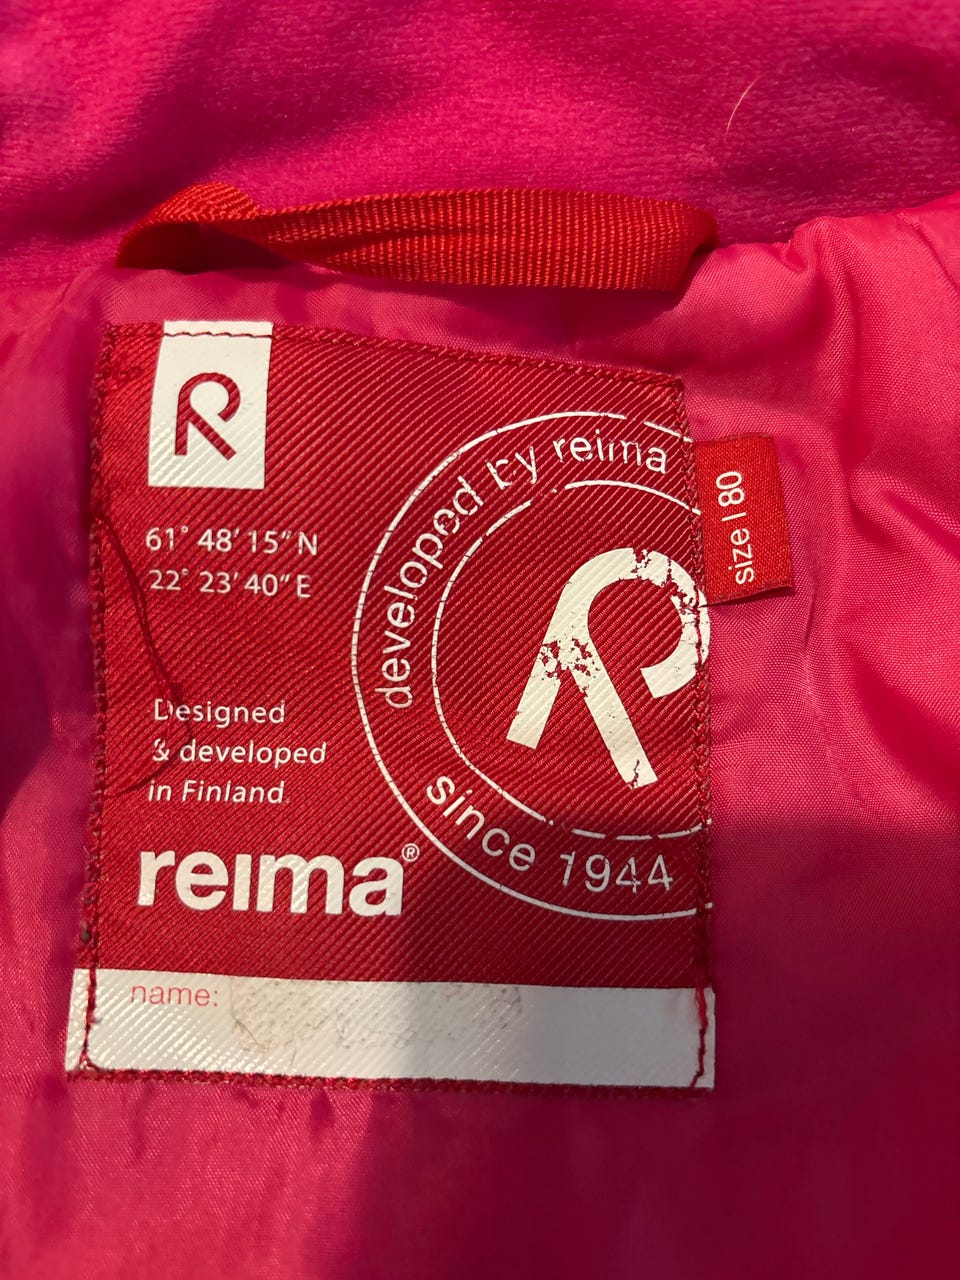 R
61° 48' 15" N
22° 23' 40" E
Designed
& developed
in Finland
reima®
name:
developed by reima
R
since 1944
size | 80